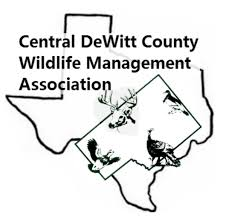 Central DeWitt County
Wildlife Management
Association